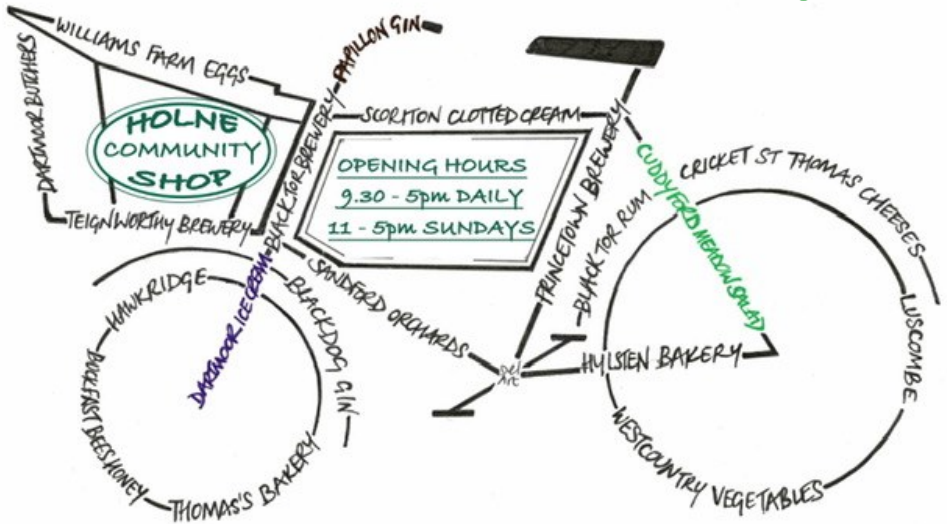 WILLIAMS FARM EGGS
PAPILLON GIN
DARTMOOR BUTCHERS
HOLNE
COMMUNITY
SHOP
TEIGNWORTHY BREWERY
BLACK TOR BREWERY
SCORITON CLOTTED CREAM
OPENING HOURS
9.30 - 5pm DAILY
11 - 5pm SUNDAYS
PRINCETOWN BREWERY
CUDDYFORD MEADOW SALAD
CRICKET ST THOMAS CHEESES
BLACK TOR RUM
LUSCOMBE
HYLSTEN BAKERY
WESTCOUNTRY VEGETABLES
SANDFORD ORCHARDS
DARTMOOR ICE CREAM
HAWKRIDGE
BLACKDOG GIN
BUCKFAST BEES HONEY
THOMAS'S BAKERY